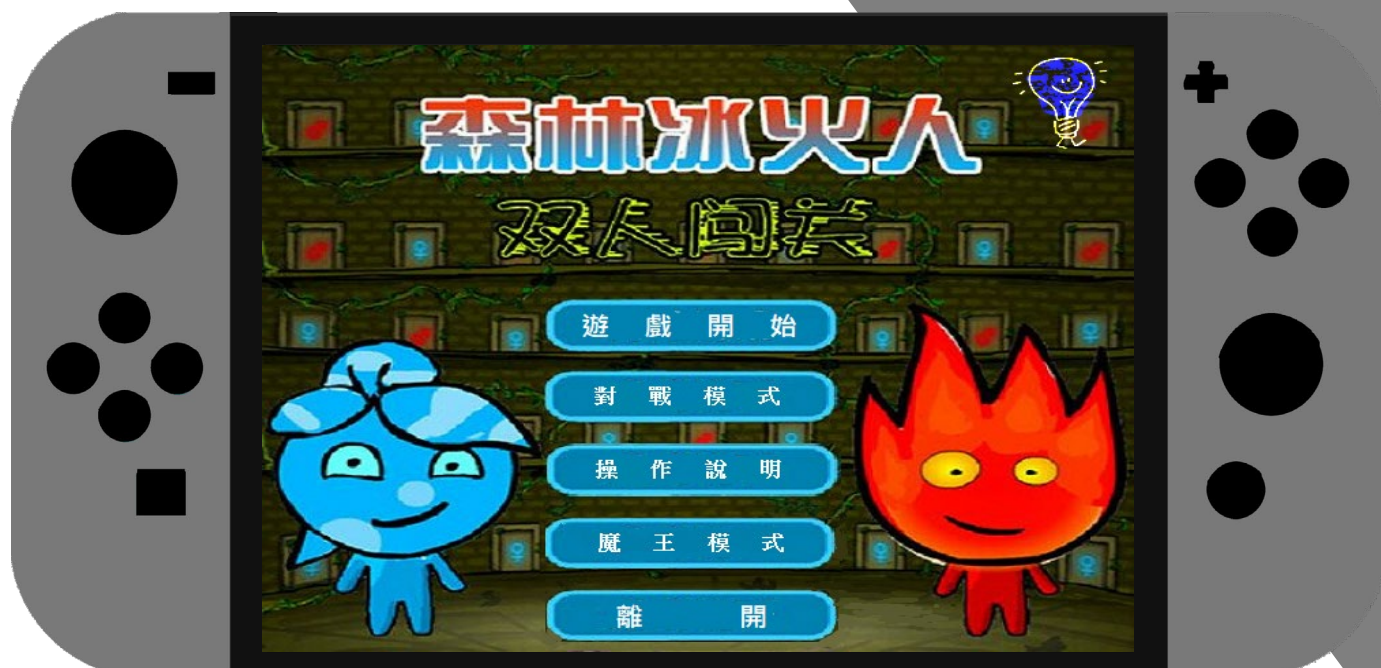 森林冰火人
双人闯关
遊戲開始
對戰模式
操作說明
魔王模式
離開